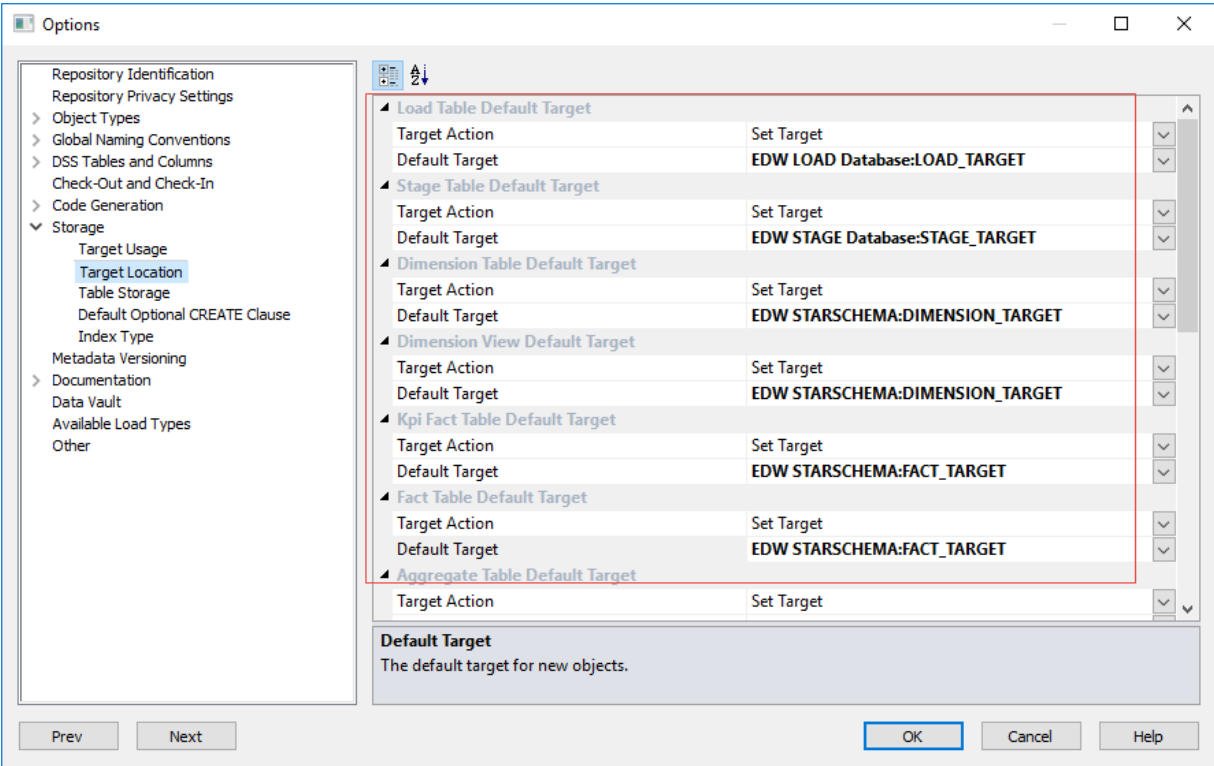 Options
Repository Identification
Repository Privacy Settings
Object Types
Global Naming Conventions
DSS Tables and Columns
Check-Out and Check-In
Code Generation
Storage
Target Usage
Target Location
Table Storage
Default Optional CREATE Clause
Index Type
Metadata Versioning
Documentation
Data Vault
Available Load Types
Other
Load Table Default Target
Target Action Set Target
Default Target EDW LOAD Database:LOAD_TARGET
Stage Table Default Target
Target Action Set Target
Default Target EDW STAGE Database:STAGE_TARGET
Dimension Table Default Target
Target Action Set Target
Default Target EDW STARSCHEMA:DIMENSION_TARGET
Dimension View Default Target
Target Action Set Target
Default Target EDW STARSCHEMA:DIMENSION_TARGET
Kpi Fact Table Default Target
Target Action Set Target
Default Target EDW STARSCHEMA:FACT_TARGET
Fact Table Default Target
Target Action Set Target
Default Target EDW STARSCHEMA:FACT_TARGET
Aggregate Table Default Target
Target Action Set Target
Default Target
The default target for new objects.
Prev Next OK Cancel Help